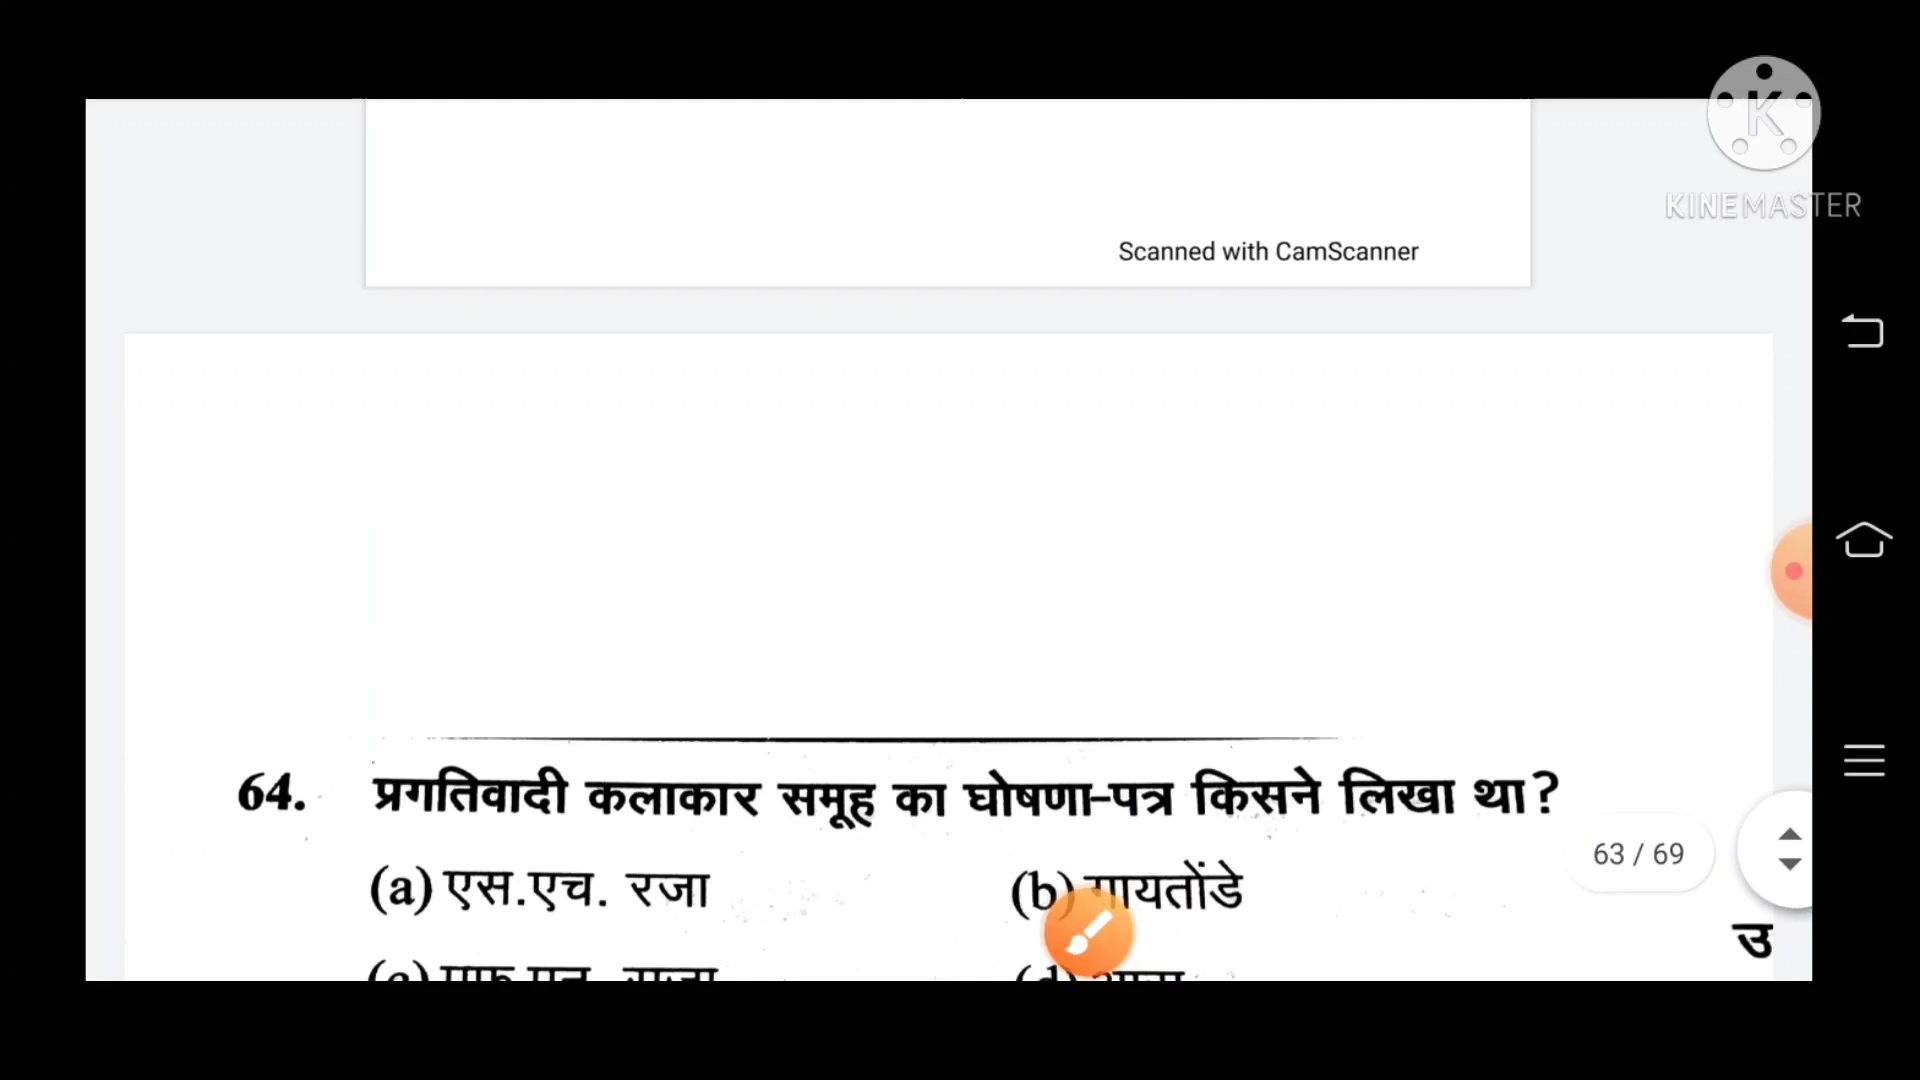 K
KINEMASTER
Scanned with CamScanner
64. प्रगतिवादी कलाकार समूह का घोषणा-पत्र किसने लिखा था?
(a) एस.एच. रजा (b) गायतोंडे
63 / 69
उ